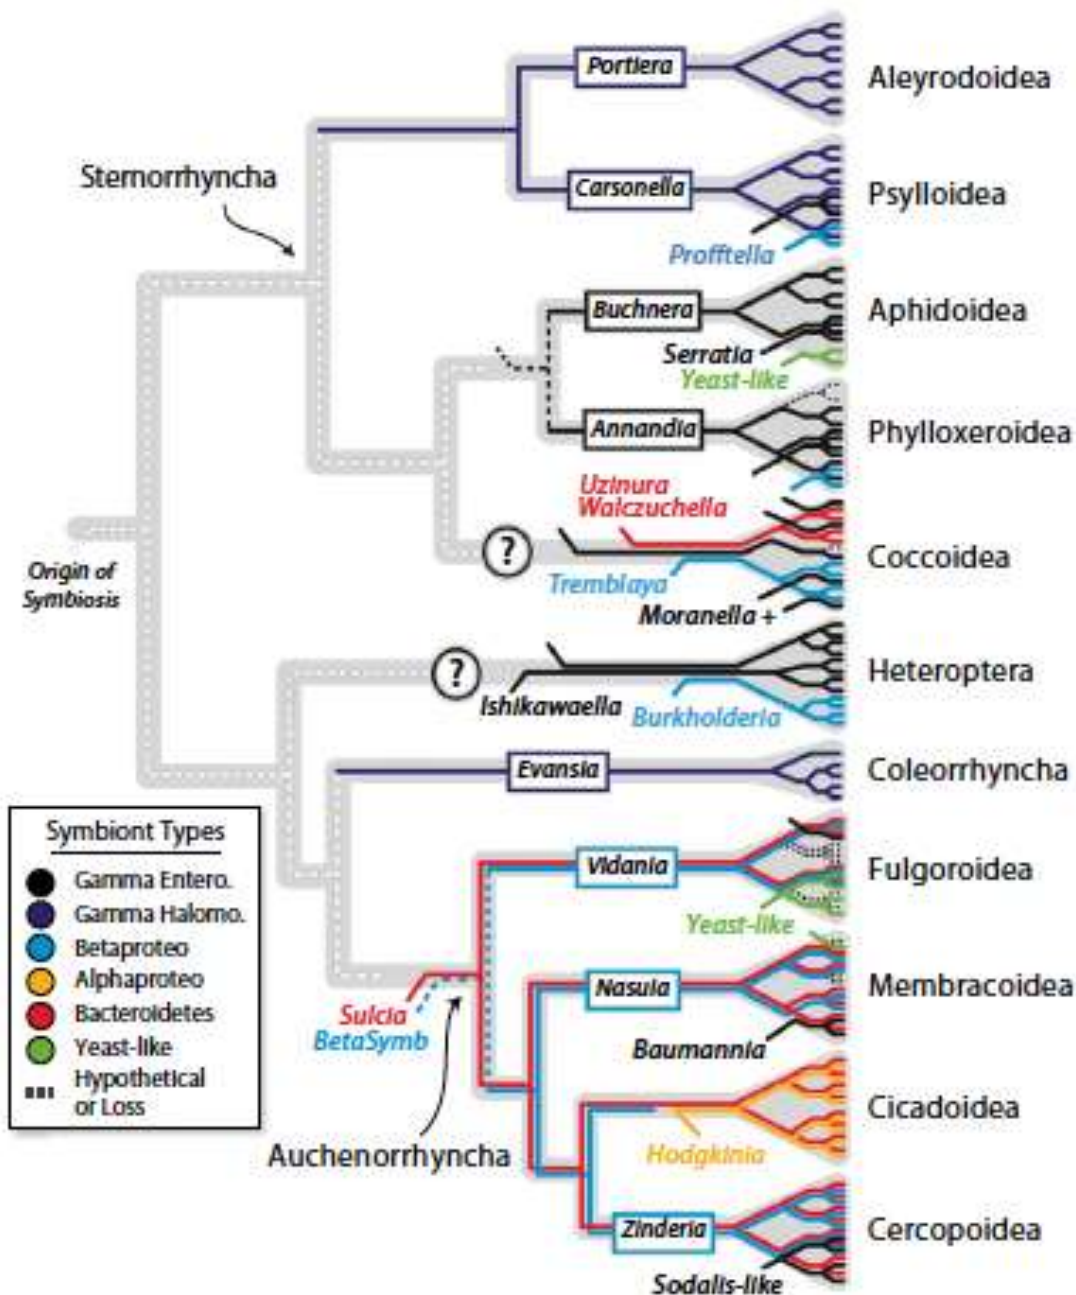 Portiera
Aleyrodoidea
Sternorrhyncha
Carsonella
Psylloidea
Profftella
Buchnera
Aphidoidea
Serratia
Yeast-like
Annandia
Phylloxeroidea
Uzinura
Walczuchella
?
Coccoidea
Tremblaya
Moranella +
Origin of
Symbiosis
?
Heteroptera
Ishikawaella
Burkholderia
Evansia
Coleorrhyncha
Symbiont Types
Gamma Entero.
Gamma Halomo.
Betaproteo
Alphaproteo
Bacteroidetes
Yeast-like
Hypothetical
or Loss
Vidania
Fulgoroidea
Yeast-like
Nasuia
Membracoidea
Sulcia
BetaSymb
Baumannia
Auchenorrhyncha
Cicadoidea
Hodgkinia
Zinderia
Cercopoidea
Sodalis-like